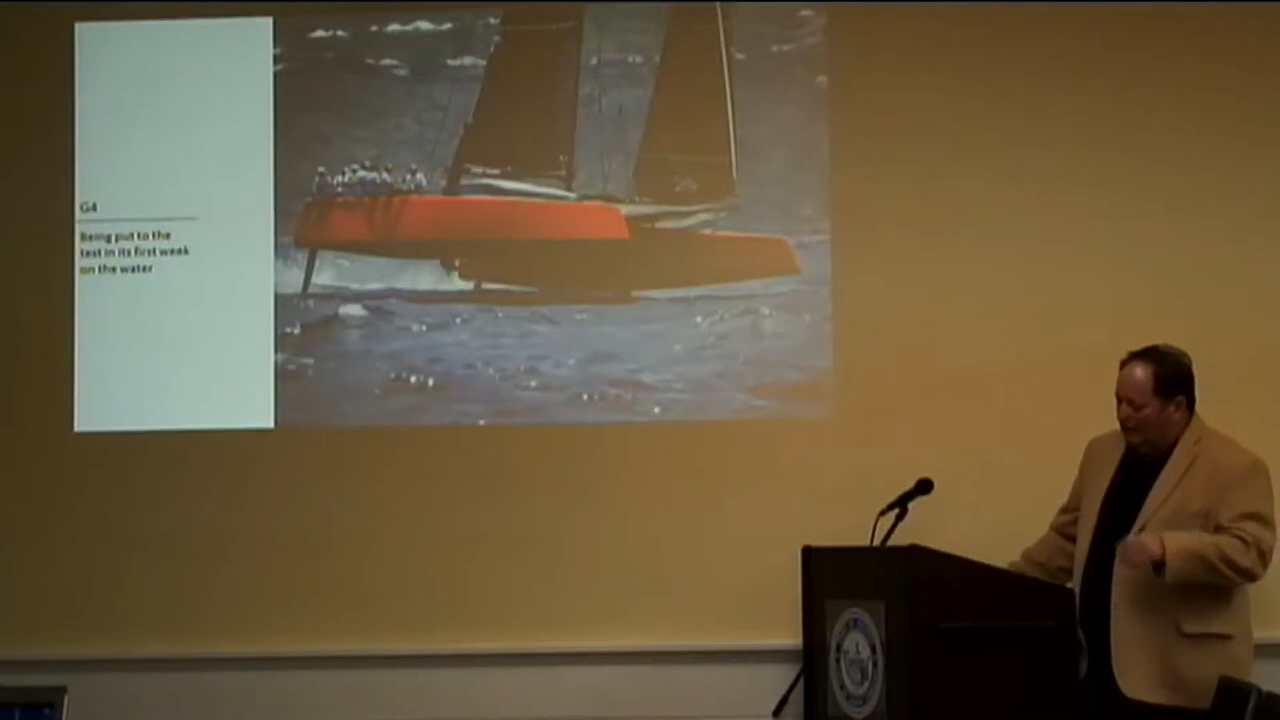 G4
Being put to the
test in its first week
on the water